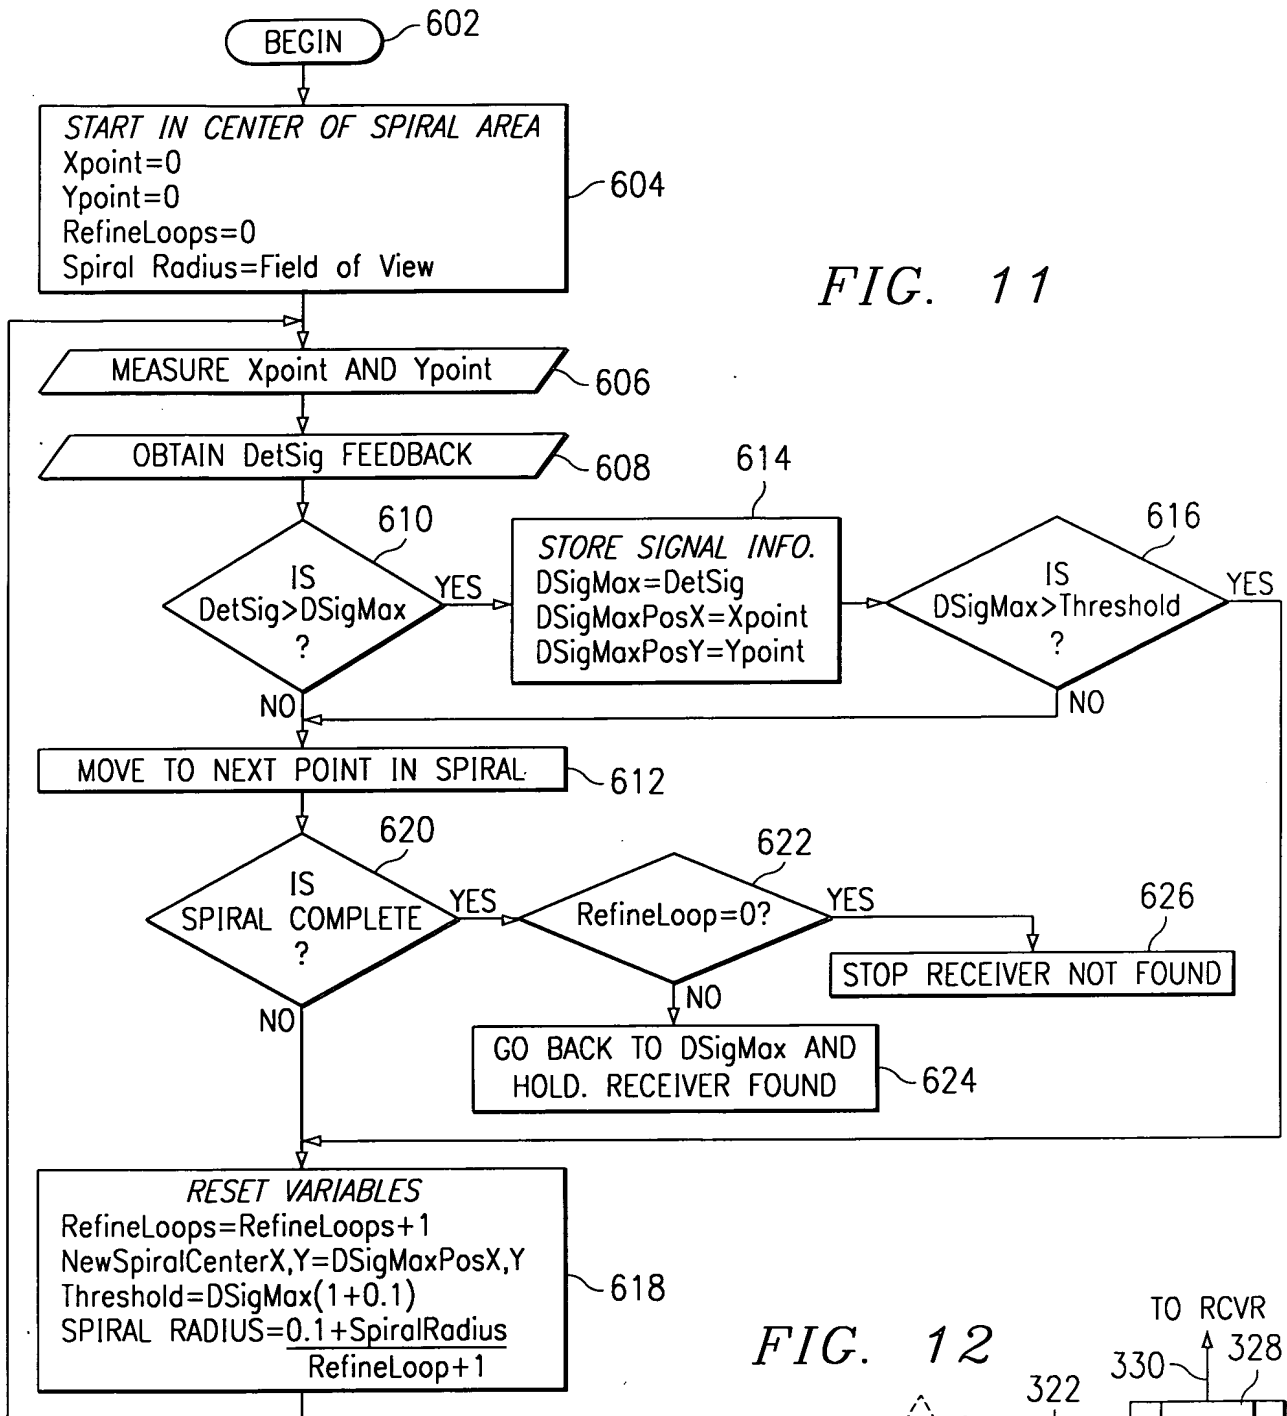 BEGIN
602
START IN CENTER OF SPIRAL AREA
Xpoint=0
Ypoint=0
RefineLoops=0
Spiral Radius=Field of View
604
FIG. 11
MEASURE Xpoint AND Ypoint
606
OBTAIN DetSig FEEDBACK
608
610
IS
DetSig>DSigMax
?
YES
NO
614
STORE SIGNAL INFO.
DSigMax=DetSig
DSigMaxPosX=Xpoint
DSigMaxPosY=Ypoint
616
IS
DSigMax>Threshold
?
YES
NO
MOVE TO NEXT POINT IN SPIRAL
612
620
IS
SPIRAL COMPLETE
?
YES
NO
622
RefineLoop=0?
YES
NO
626
STOP RECEIVER NOT FOUND
GO BACK TO DSigMax AND
HOLD. RECEIVER FOUND
624
RESET VARIABLES
RefineLoops=RefineLoops+1
NewSpiralCenterX,Y=DSigMaxPosX,Y
Threshold=DSigMax(1+0.1)
SPIRAL RADIUS=0.1+SpiralRadius
RefineLoop+1
618
FIG. 12
TO RCVR
330
328
322